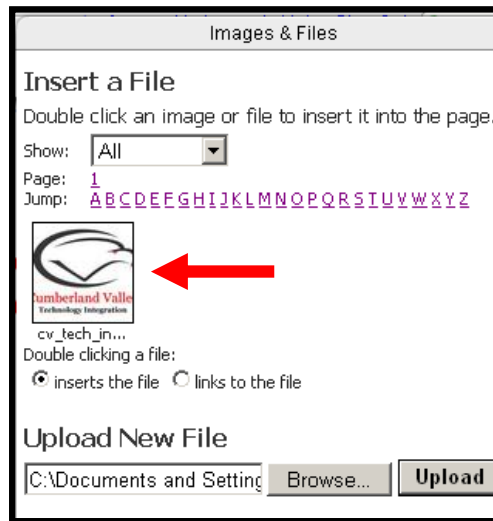 Images & Files
Insert a File
Double click an image or file to insert it into the page.
Show: All
Page: 1
Jump: A B C D E F G H I J K L M N O P Q R S T U V W X Y Z
Cumberland Valle
Technology Integration
cv_tech_in...
Double clicking a file:
inserts the file links to the file
Upload New File
C:\Documents and Setting Browse... Upload